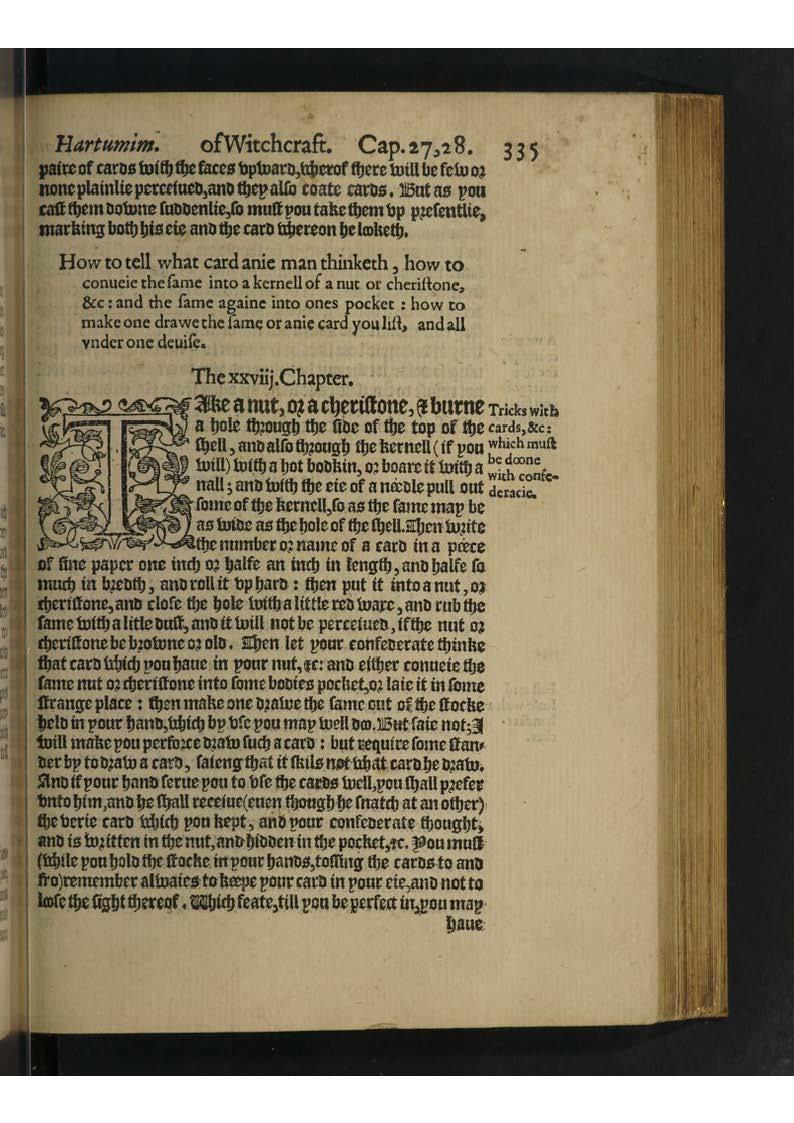 Hartumim. of Witchcraft. Cap. 27,28. 335
paire of cards with the faces vpward, wherof there will be few or
none plainlie perceiued, and they also coate cards. But as you
cast them downe suddenlie, so must you take them vp presentlie,
marking both his eie and the card whereon he looketh.
How to tell what card anie man thinketh, how to
conueie the same into a kernell of a nut or cheristone,
&c: and the same againe into ones pocket: how to
make one drawe the same or anie card you list, and all
vnder one deuise.
The xxviij. Chapter.
TAke a nut, or a cheristone, & burne
a hole through the side of the top of the
shell, and also through the kernell (if you
will) with a hot bodkin, or boare it with a
nall; and with the eie of a needle pull out
some of the kernell, so as the same may be
as wide as the hole of the shell. Then write
the number or name of a card in a peece
of fine paper one inch or halfe an inch in length, and halfe so
much in bredth, and roll it vp hard: then put it into a nut, or
cheristone, and close the hole with a little red waxe, and rub the
same with a litle dust, and it will not be perceiued, if the nut or
cheristone be browne or old. Then let your confederate thinke
that card which you haue in your nut, &c: and either conueie the
same nut or cheristone into some bodies pocket, or laie it in some
strange place: then make one drawe the same out of the stocke
held in your hand, which by vse you may well doo. But saie not; I
will make you perforce draw such a card: but require some stan-
der by to draw a card, saieng that it skils not what card he draw.
And if your hand serue you to vse the cards well, you shall prefer
vnto him, and he shall receiue (euen though he snatch at an other)
the verie card which you kept, and your confederate thought,
and is written in the nut, and hidden in the pocket, &c. You must
(while you hold the stocke in your hands, tossing the cards to and
fro) remember alwaies to keepe your card in your eie, and not to
loose the sight thereof. Which feate, till you be perfect in, you may
haue
Tricks with
cards, &c:
which must
be doone
with confe-
deracie.